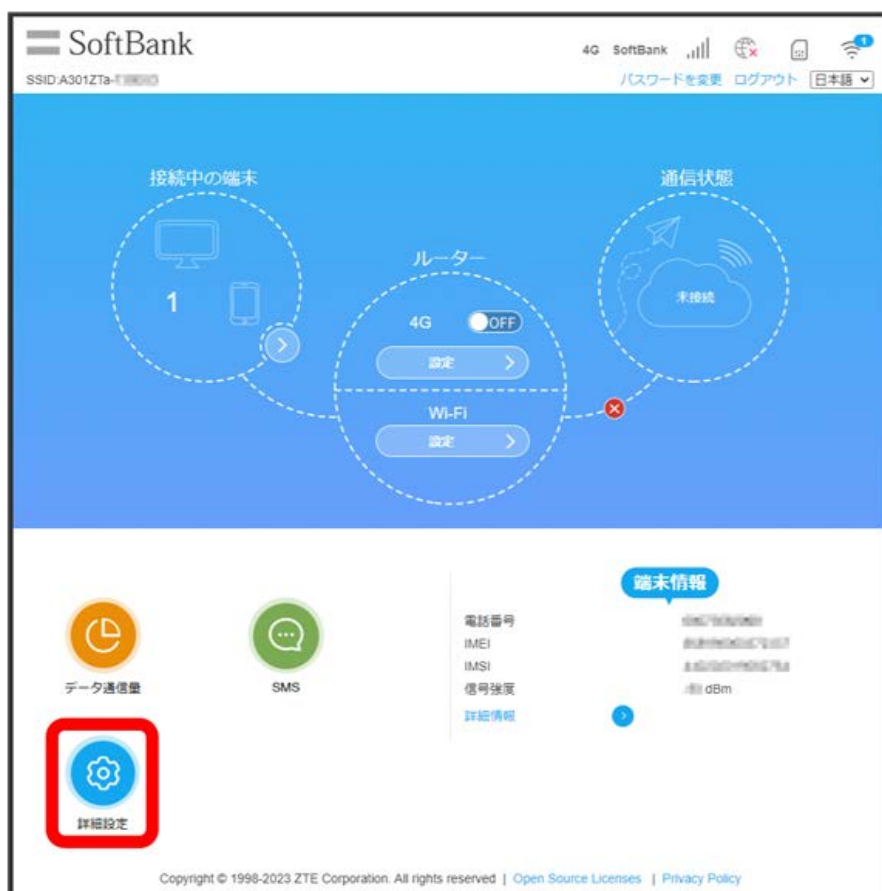 SoftBank
4G SoftBank
1
SSID:A301ZTa-
パスワードを変更 ログアウト 日本語
接続中の端末
通信状態
ルーター
1
未接続
4G OFF
設定
Wi-Fi
設定
端末情報
電話番号
IMEI
IMSI
信号強度 dBm
詳細情報
データ通信量
SMS
詳細設定
Copyright © 1998-2023 ZTE Corporation. All rights reserved | Open Source Licenses | Privacy Policy